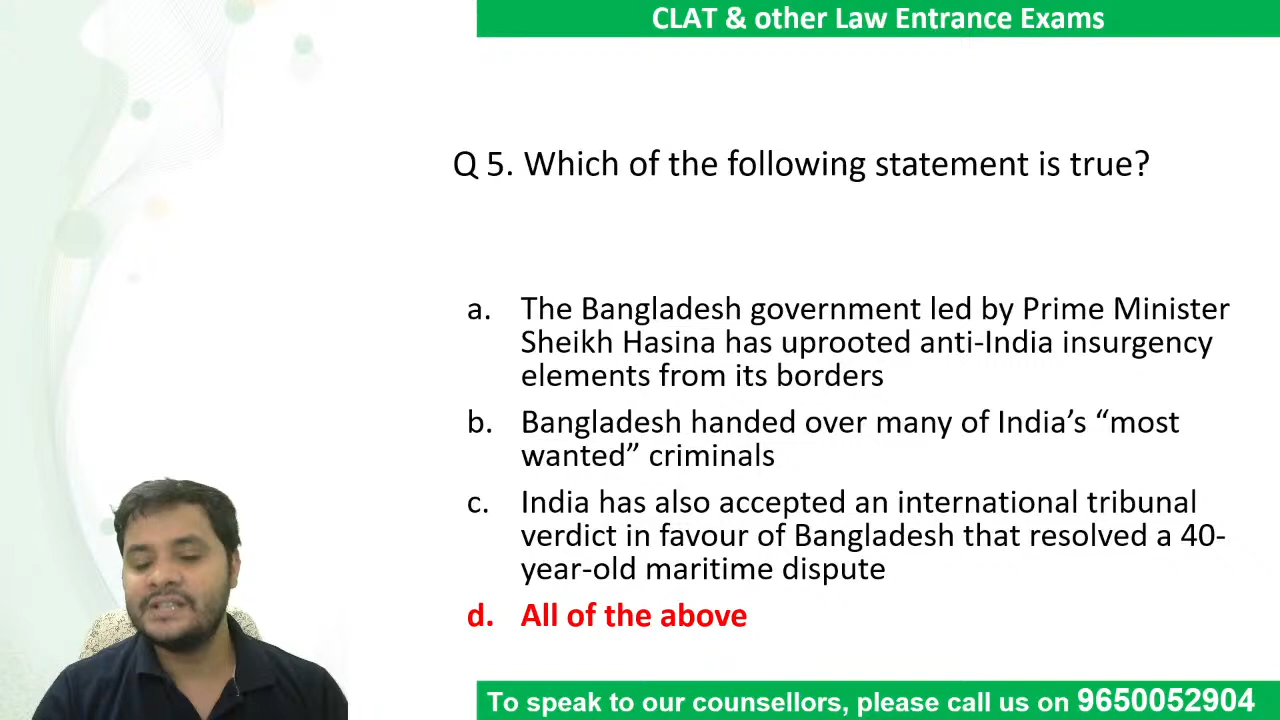 CLAT & other Law Entrance Exams
Q 5. Which of the following statement is true?
a. The Bangladesh government led by Prime Minister
Sheikh Hasina has uprooted anti-India insurgency
elements from its borders
b. Bangladesh handed over many of India’s “most
wanted” criminals
c. India has also accepted an international tribunal
verdict in favour of Bangladesh that resolved a 40-
year-old maritime dispute
d. All of the above
To speak to our counsellors, please call us on 9650052904